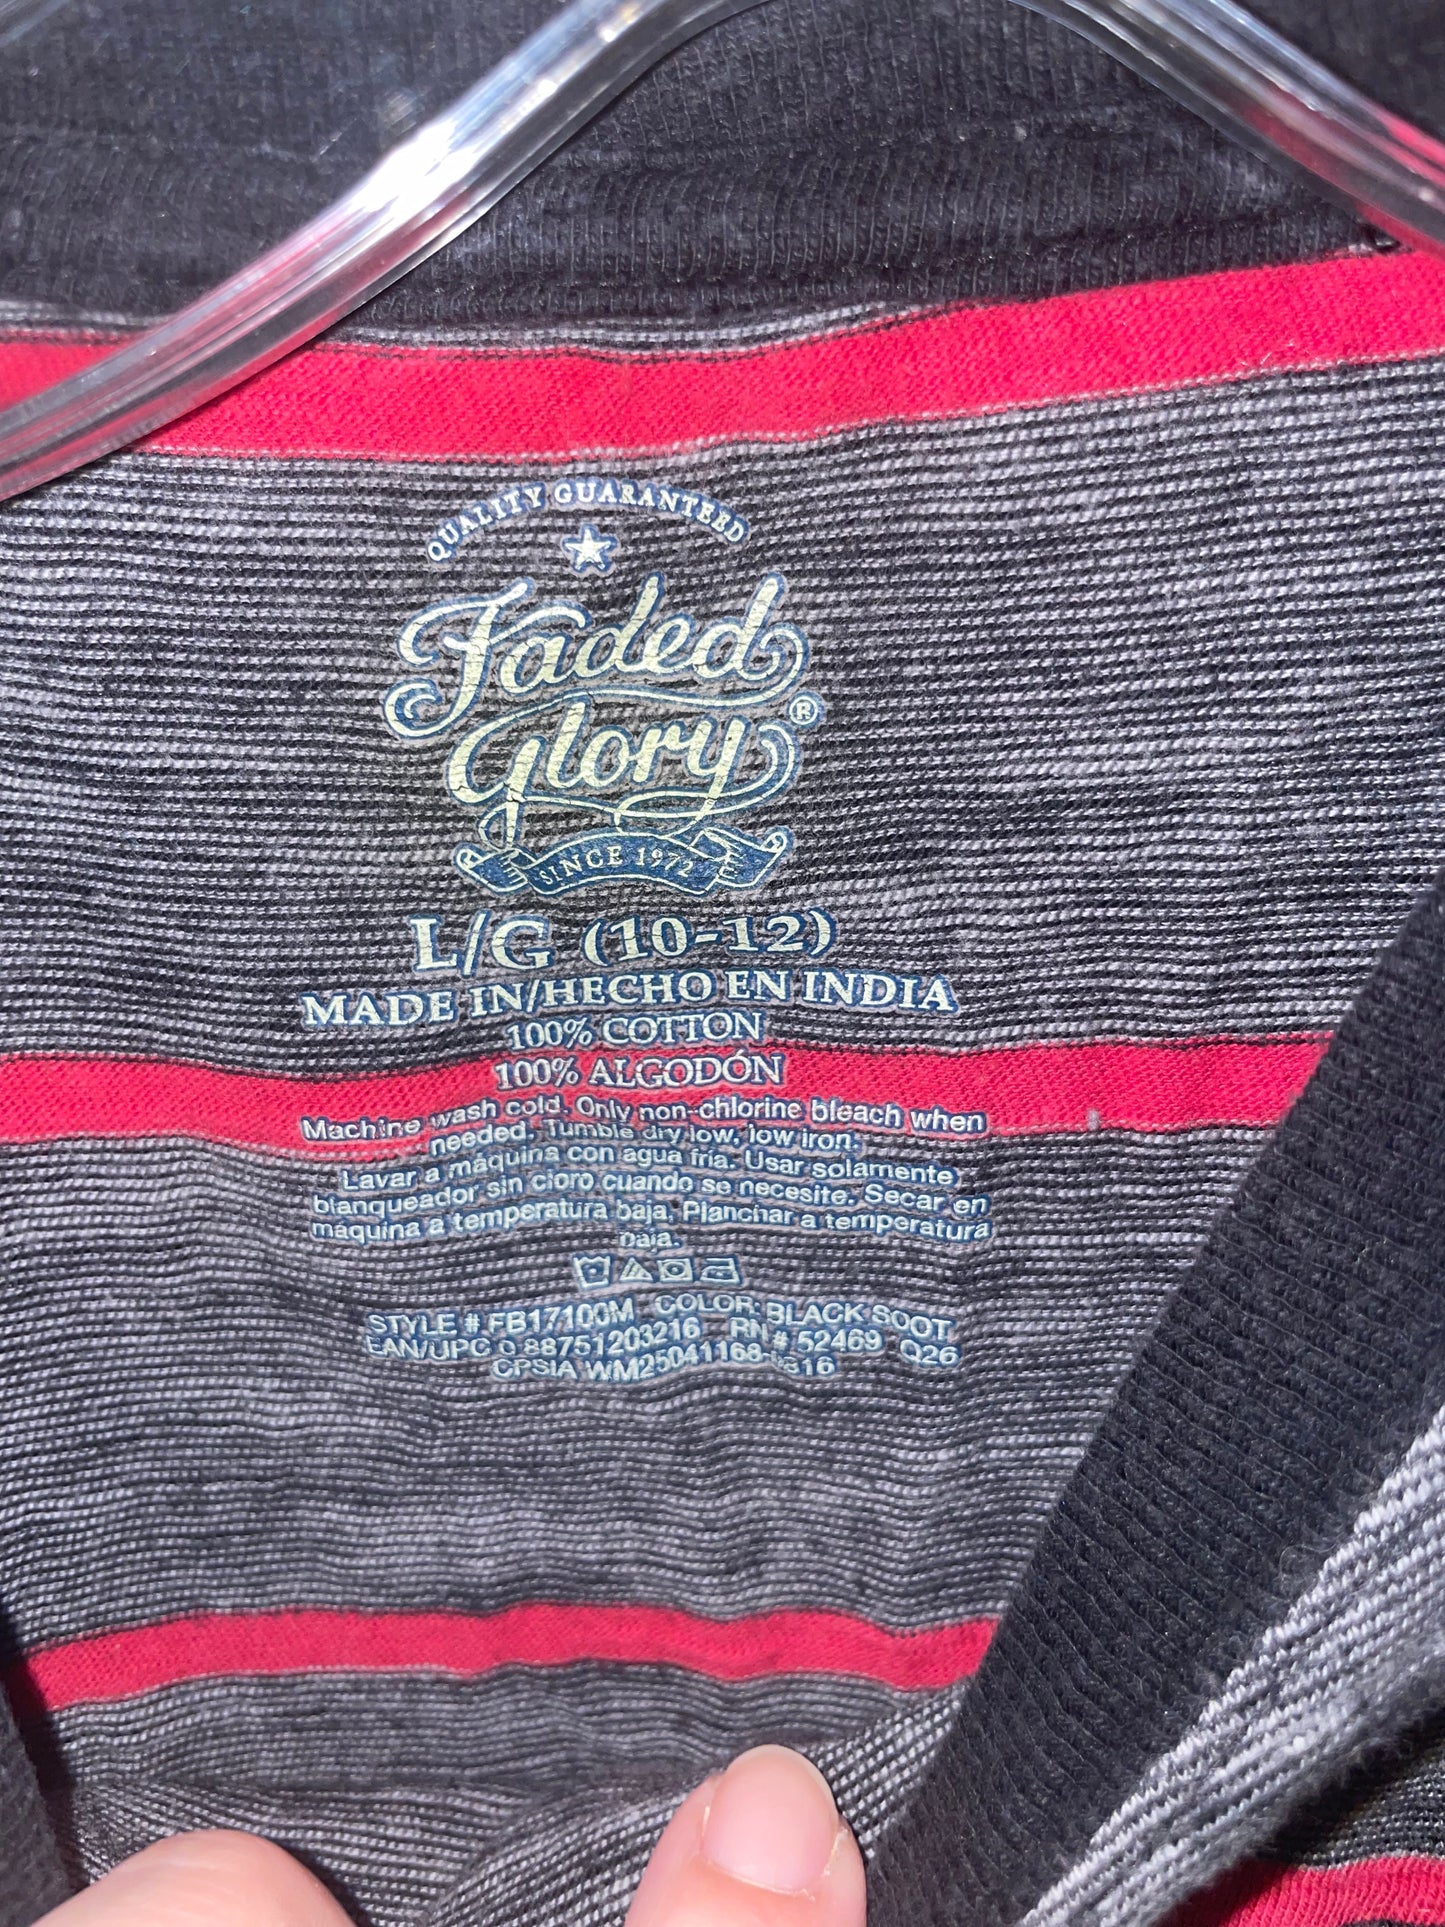 QUALITY GUARANTEED
Faded
Glory®
SINCE 1972
L/G (10-12)
MADE IN/HECHO EN INDIA
100% COTTON
100% ALGODÓN
Machine wash cold. Only non-chlorine bleach when
needed. Tumble dry low, low iron.
Lavar a máquina con agua fría. Usar solamente
blanqueador sin cloro cuando se necesite. Secar en
máquina a temperatura baja. Planchar a temperatura
baja.
STYLE # FB17100M COLOR: BLACK SOOT
EAN/UPC 0 88751203216 RN # 52469 Q26
CPSIA WM25041168-0316